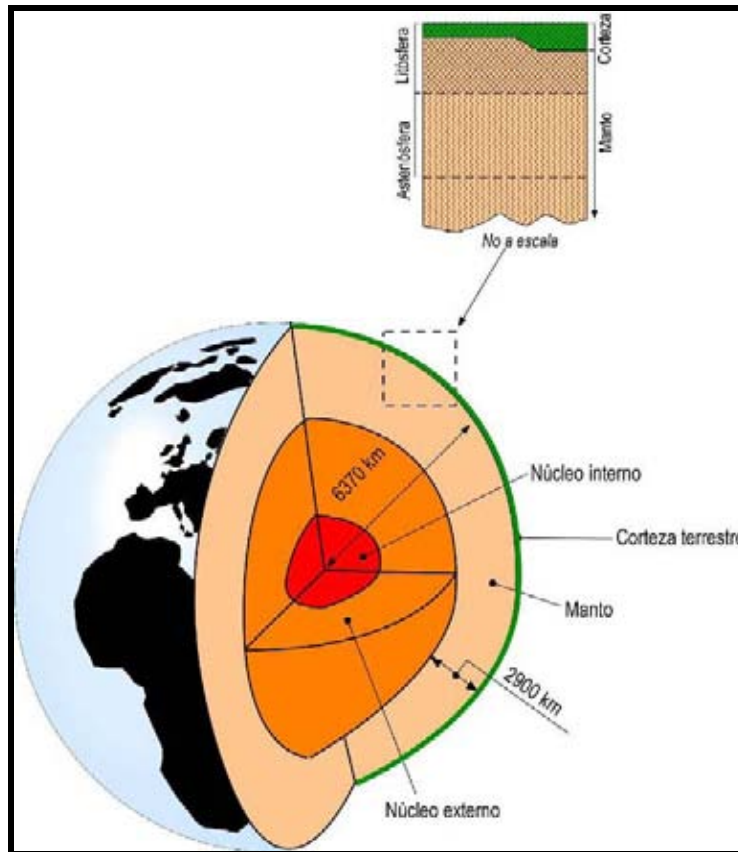 Litósfera
Corteza
Astenósfera
Manto
No a escala
6370 km
Núcleo interno
Corteza terrestre
Manto
2900 km
Núcleo externo